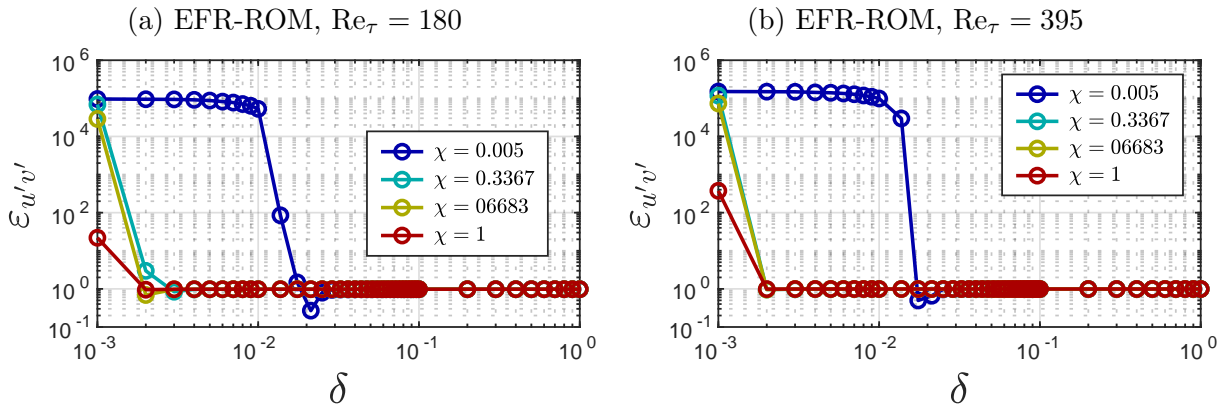 (a) EFR-ROM, Re_τ = 180
10^6
10^4
10^2
10^0
10^-1
ε_u′v′
χ = 0.005
χ = 0.3367
χ = 06683
χ = 1
10^-3
10^-2
10^-1
10^0
δ
(b) EFR-ROM, Re_τ = 395
10^6
10^4
10^2
10^0
10^-1
ε_u′v′
χ = 0.005
χ = 0.3367
χ = 06683
χ = 1
10^-3
10^-2
10^-1
10^0
δ